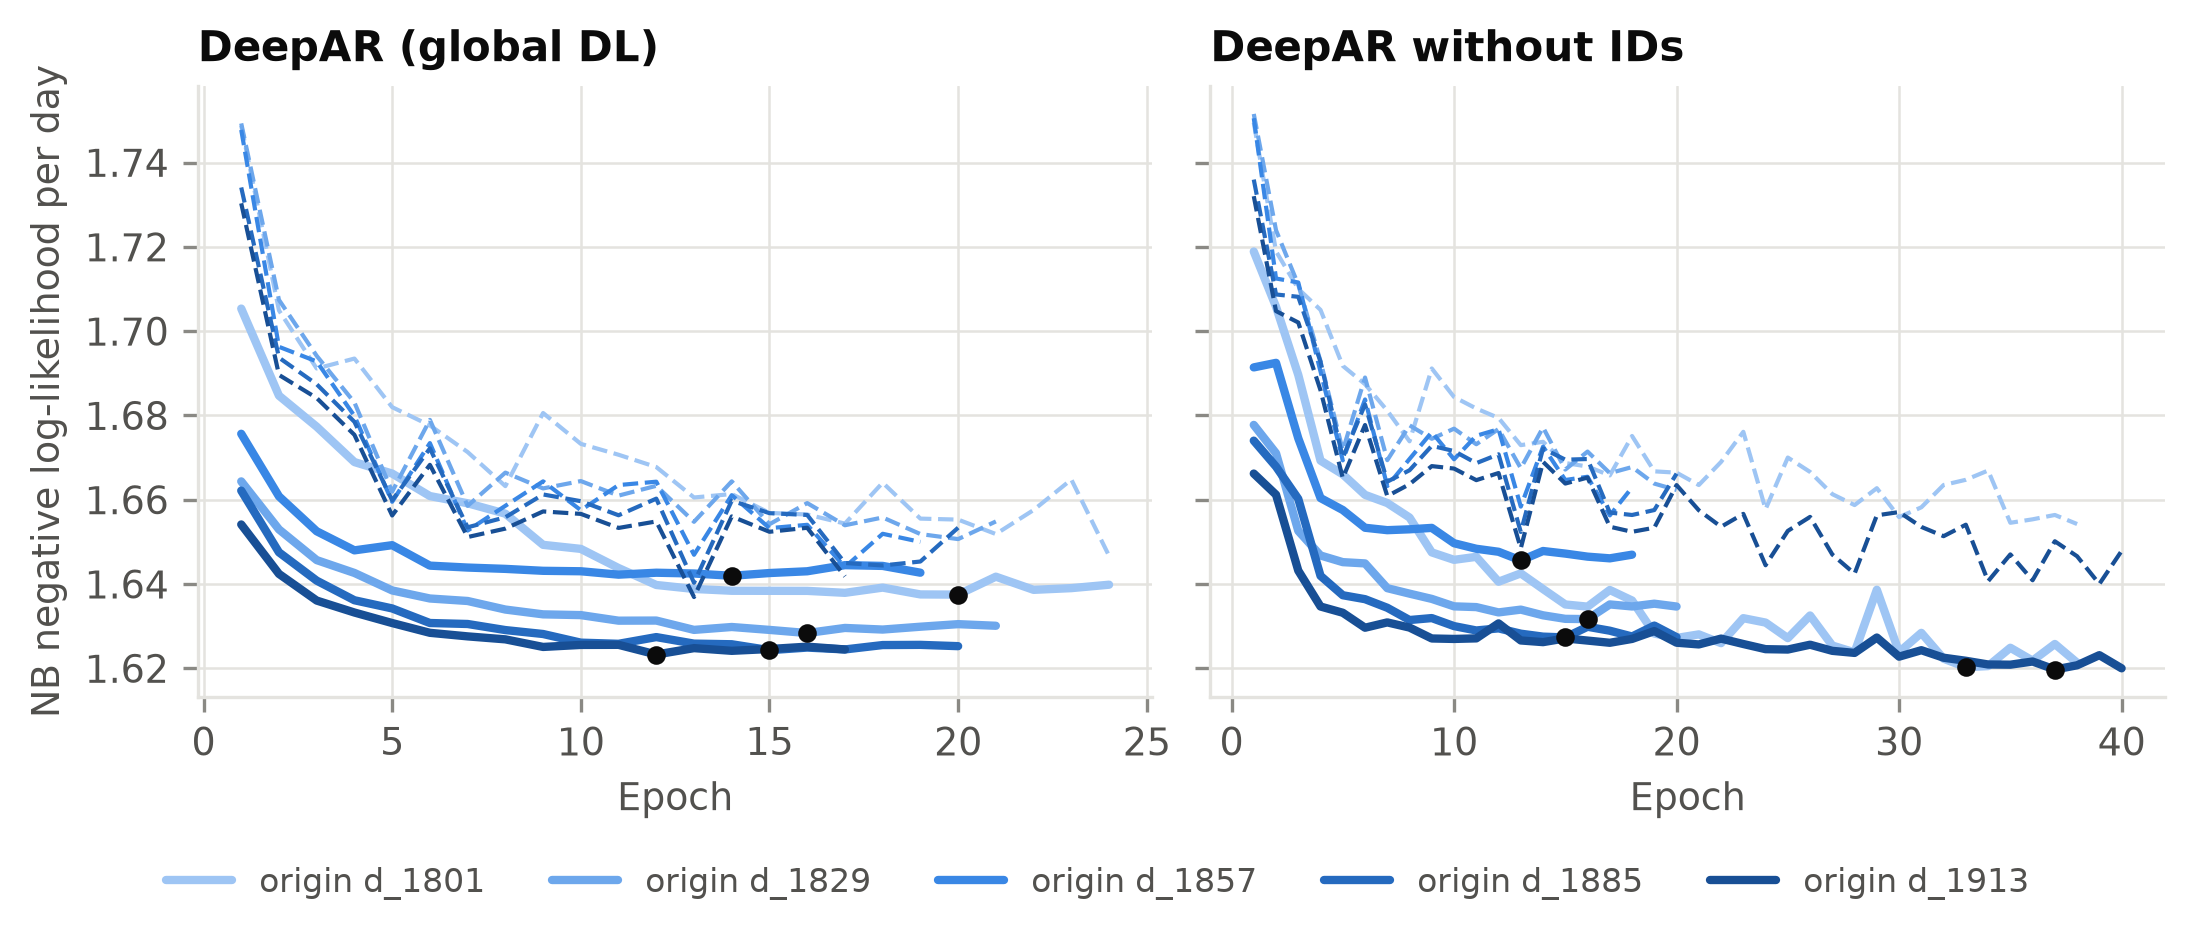 DeepAR (global DL)
DeepAR without IDs
NB negative log-likelihood per day
1.74
1.72
1.70
1.68
1.66
1.64
1.62
0 5 10 15 20 25
0 10 20 30 40
Epoch
Epoch
origin d_1801 origin d_1829 origin d_1857 origin d_1885 origin d_1913